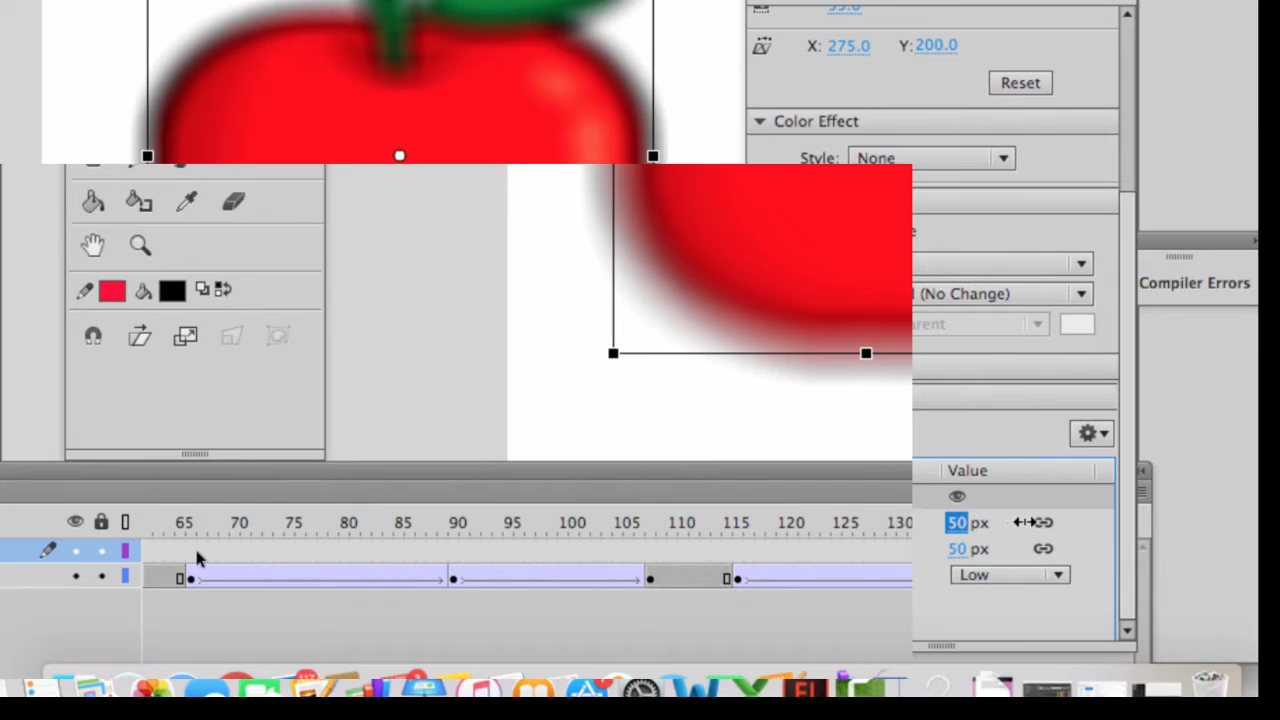 X: 275.0 Y: 200.0
Reset
Color Effect
Style: None
(No Change)
Compiler Errors
Value
65 70 75 80 85 90 95 100 105 110 115 120 125 130
50 px
50 px
Low